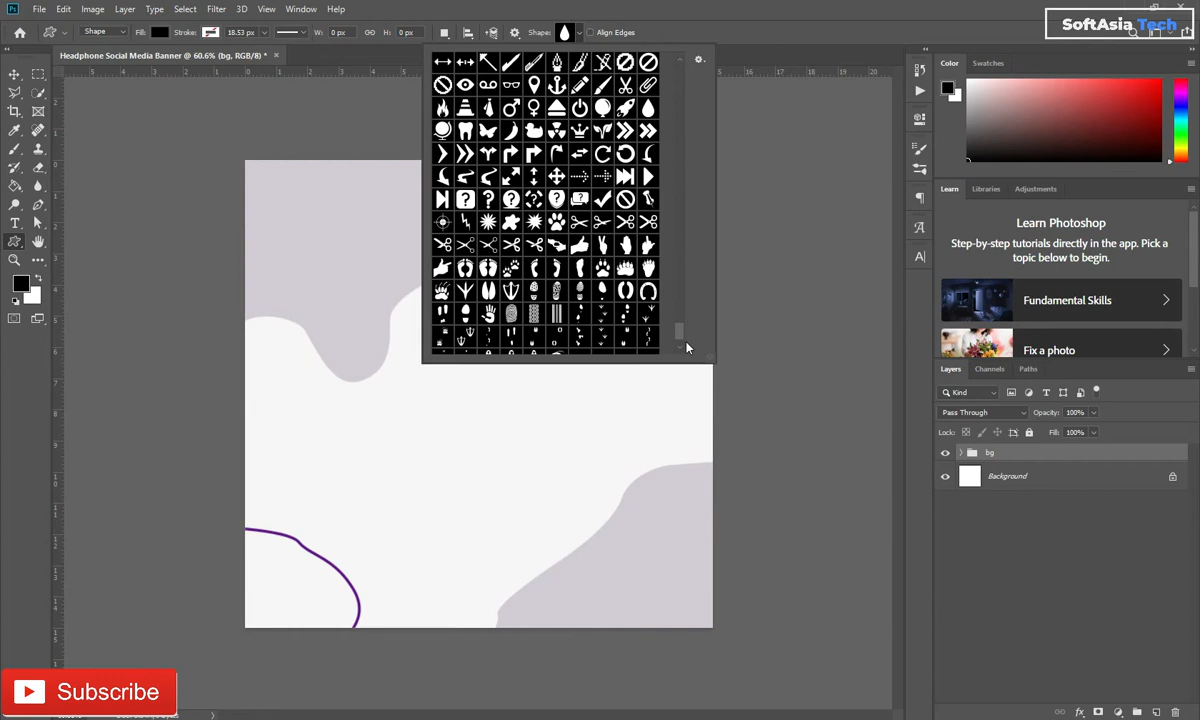 File Edit Image Layer Type Select Filter 3D View Window Help
SoftAsia Tech
Shape Fill: Stroke: 18.53 px W: 0 px H: 0 px Shape: Align Edges
Headphone Social Media Banner @ 60.6% (bg, RGB/8) *
Color Swatches
Learn Libraries Adjustments
Learn Photoshop
Step-by-step tutorials directly in the app. Pick a
topic below to begin.
Fundamental Skills
Fix a photo
Layers Channels Paths
Kind
Pass Through Opacity: 100%
Lock: Fill: 100%
bg
Background
Subscribe